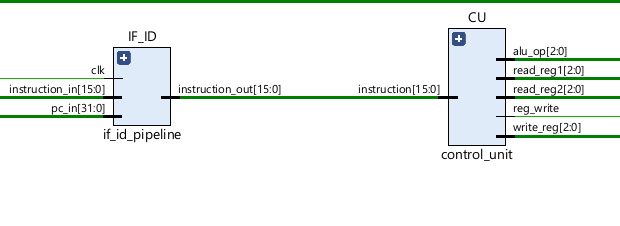 CU
IF_ID
alu_op[2:0]
clk
read_reg1[2:0]
instruction_in[15:0]
instruction_out[15:0]
instruction[15:0]
read_reg2[2:0]
pc_in[31:0]
reg_write
if_id_pipeline
write_reg[2:0]
control_unit